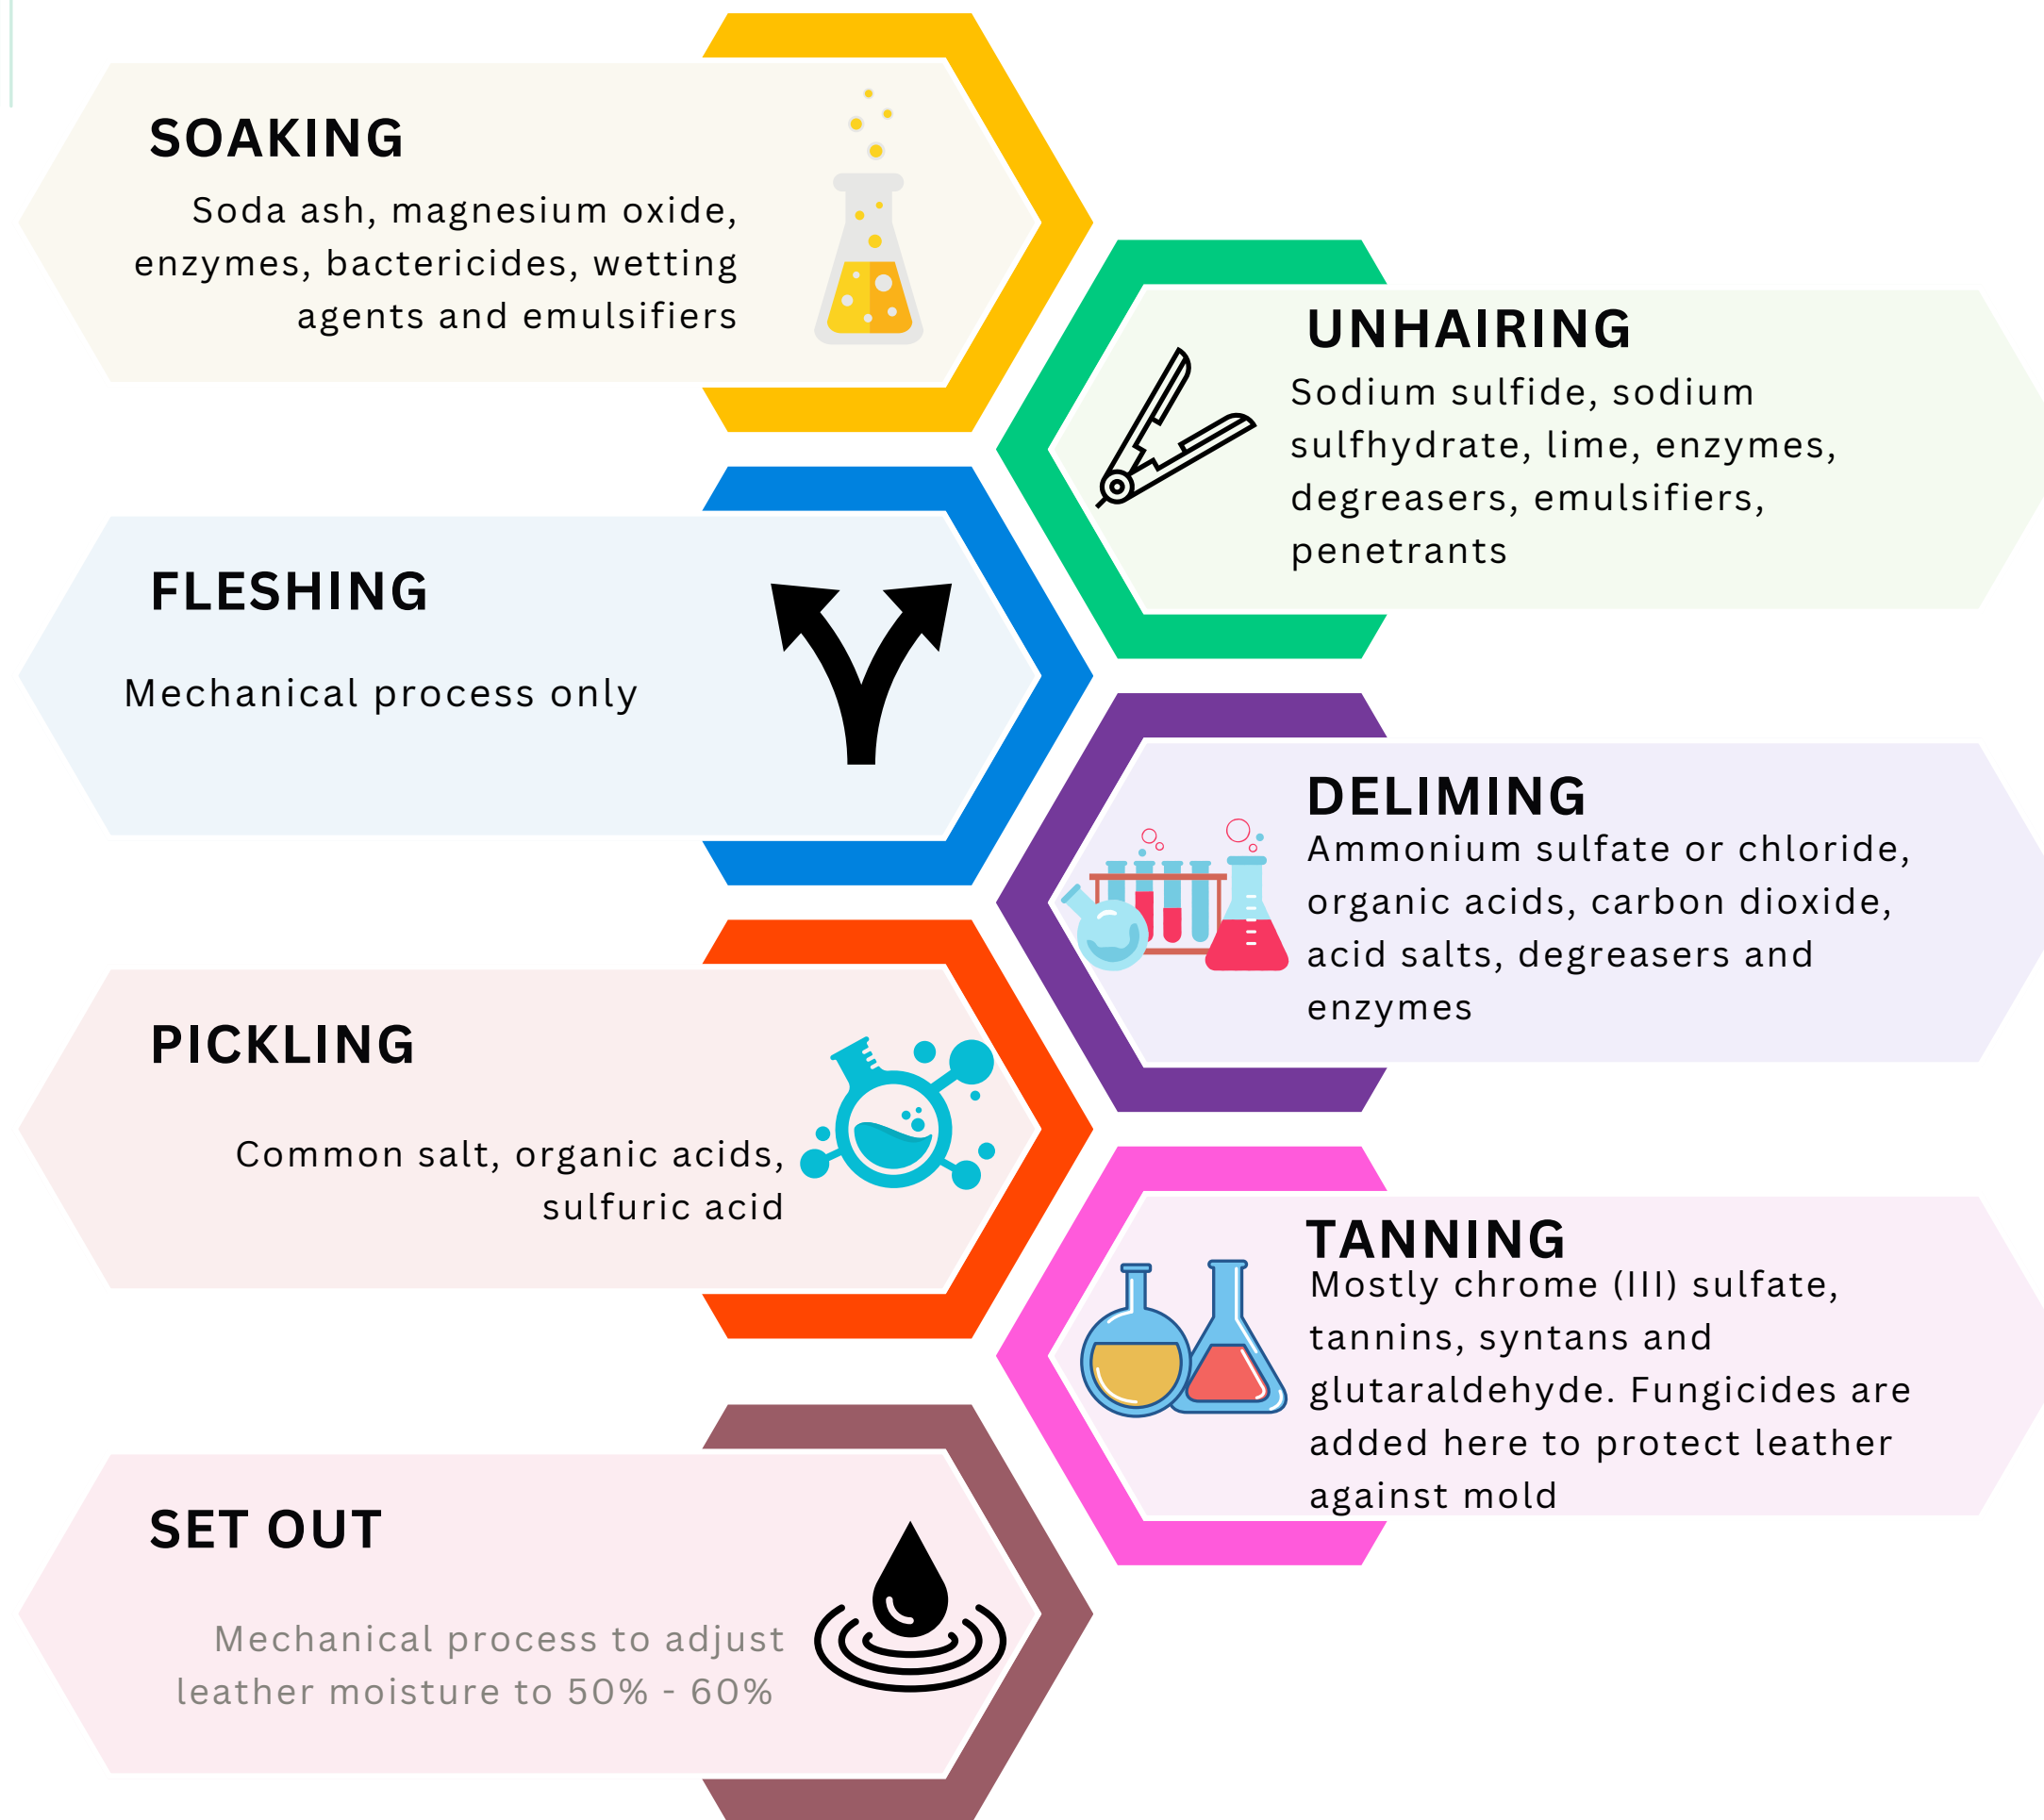 SOAKING
Soda ash, magnesium oxide,
enzymes, bactericides, wetting
agents and emulsifiers
UNHAIRING
Sodium sulfide, sodium
sulfhydrate, lime, enzymes,
degreasers, emulsifiers,
penetrants
FLESHING
Mechanical process only
DELIMING
Ammonium sulfate or chloride,
organic acids, carbon dioxide,
acid salts, degreasers and
enzymes
PICKLING
Common salt, organic acids,
sulfuric acid
TANNING
Mostly chrome (III) sulfate,
tannins, syntans and
glutaraldehyde. Fungicides are
added here to protect leather
against mold
SET OUT
Mechanical process to adjust
leather moisture to 50% - 60%